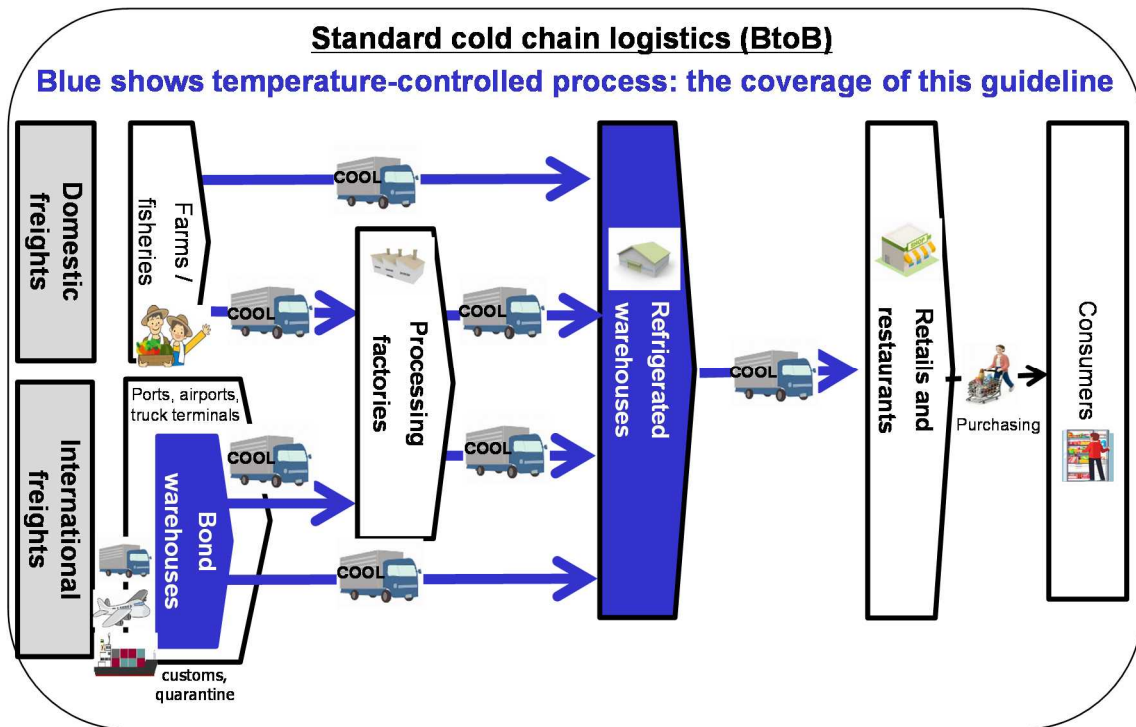 Standard cold chain logistics (BtoB)
Blue shows temperature-controlled process: the coverage of this guideline
Domestic
freights
Farms /
fisheries
COOL
COOL
Processing
factories
COOL
Refrigerated
warehouses
COOL
Retails and
restaurants
SHOP
Purchasing
Consumers
International
freights
Ports, airports,
truck terminals
Bond
warehouses
COOL
COOL
COOL
customs,
quarantine